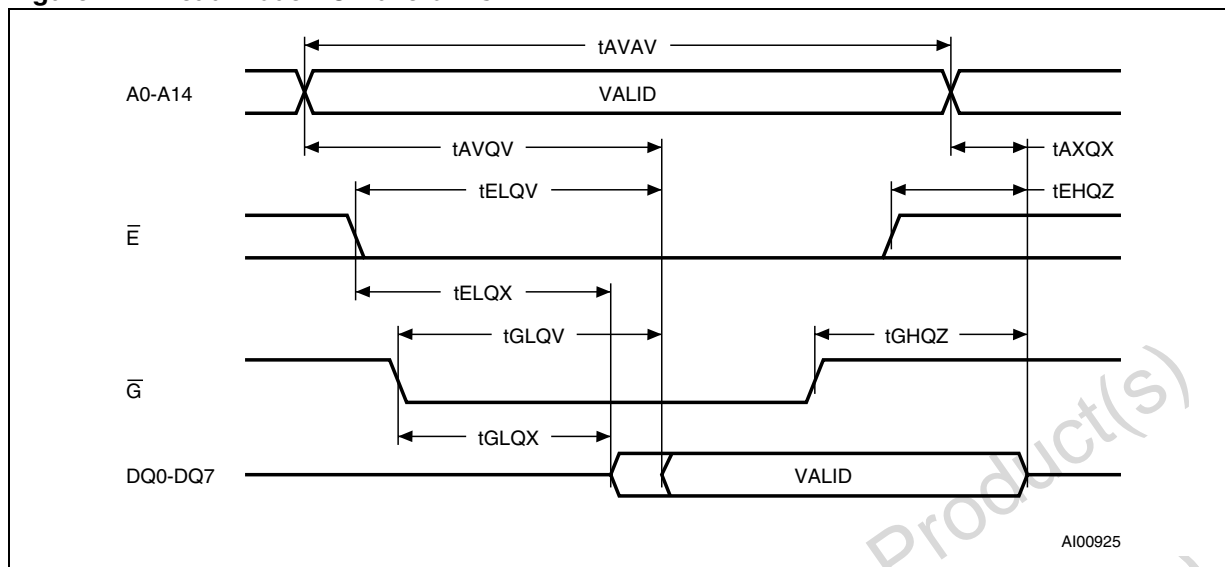 tAVAV
A0-A14
VALID
tAVQV
tAXQX
tELQV
tEHQZ
E
tELQX
tGLQV
tGHQZ
G
tGLQX
DQ0-DQ7
VALID
AI00925
Product(s)